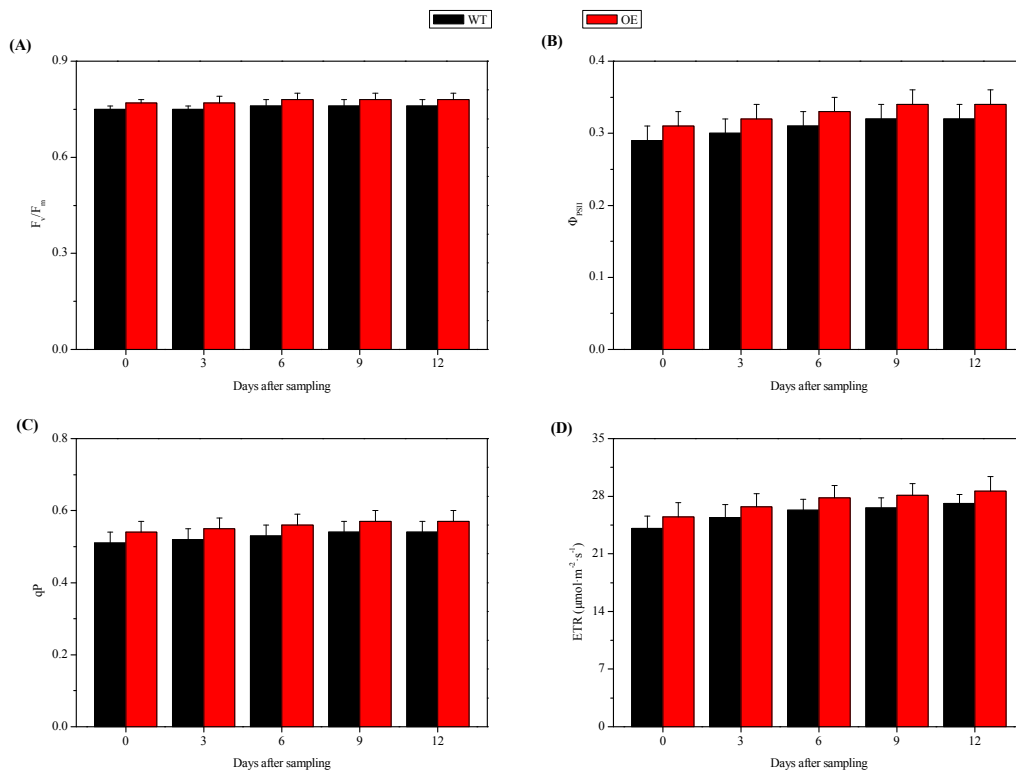 WT
OE
(A)
0.9
0.6
0.3
0.0
Fv/Fm
0
3
6
9
12
Days after sampling
(B)
0.4
0.3
0.2
0.1
0.0
ΦPSII
0
3
6
9
12
Days after sampling
(C)
0.8
0.6
0.4
0.2
0.0
qP
0
3
6
9
12
Days after sampling
(D)
35
28
21
14
7
0
ETR (μmol·m⁻²·s⁻¹)
0
3
6
9
12
Days after sampling